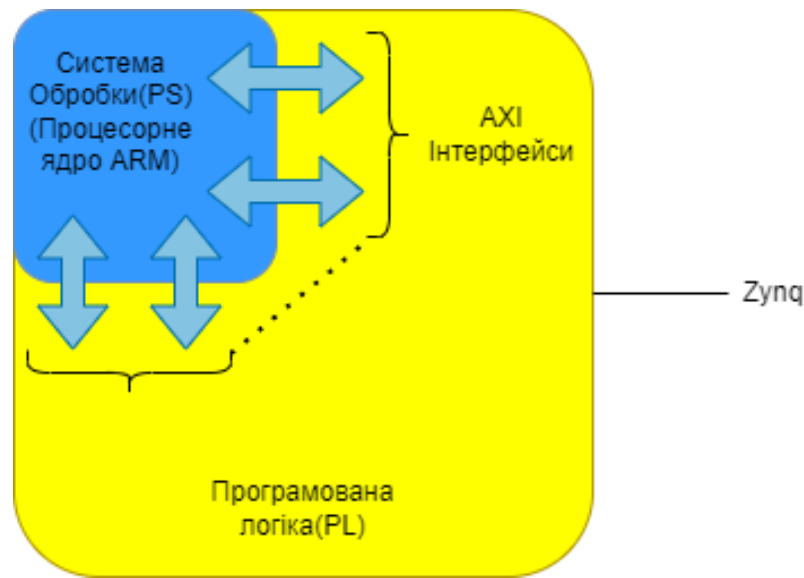 Система
Обробки(PS)
(Процесорне
ядро ARM)
AXI
Інтерфейси
Zynq
Програмована
логіка(PL)